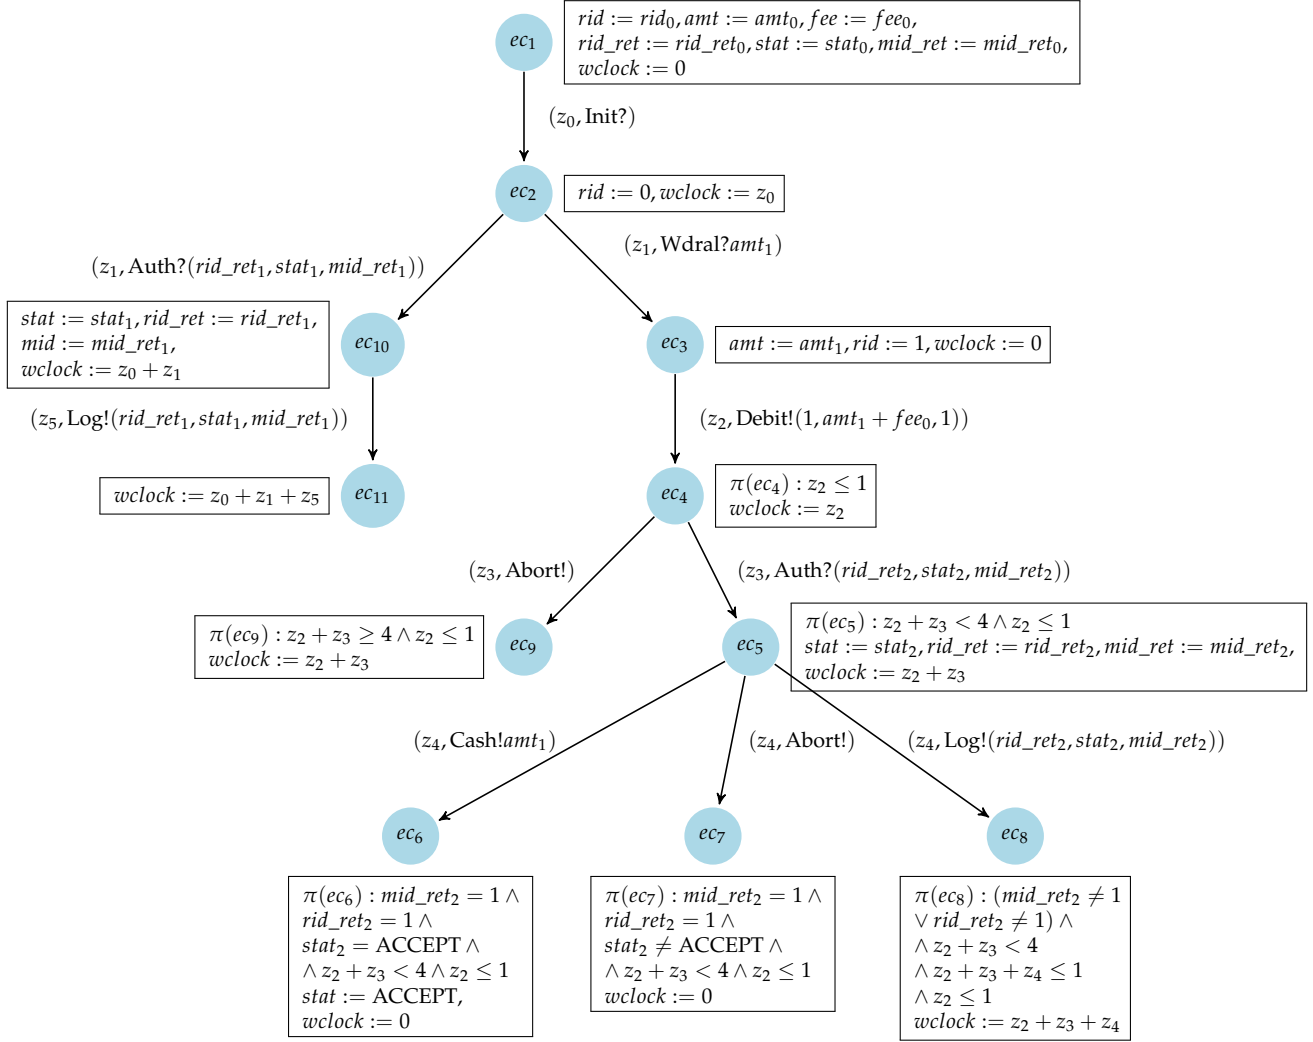 ec₁
rid := rid₀, amt := amt₀, fee := fee₀,
rid_ret := rid_ret₀, stat := stat₀, mid_ret := mid_ret₀,
wclock := 0
(z₀, Init?)
ec₂
rid := 0, wclock := z₀
(z₁, Auth?(rid_ret₁, stat₁, mid_ret₁))
(z₁, Wdral?amt₁)
stat := stat₁, rid_ret := rid_ret₁,
mid := mid_ret₁,
wclock := z₀ + z₁
ec₁₀
ec₃
amt := amt₁, rid := 1, wclock := 0
(z₅, Log!(rid_ret₁, stat₁, mid_ret₁))
(z₂, Debit!(1, amt₁ + fee₀, 1))
wclock := z₀ + z₁ + z₅
ec₁₁
ec₄
π(ec₄) : z₂ ≤ 1
wclock := z₂
(z₃, Abort!)
(z₃, Auth?(rid_ret₂, stat₂, mid_ret₂))
π(ec₉) : z₂ + z₃ ≥ 4 ∧ z₂ ≤ 1
wclock := z₂ + z₃
ec₉
ec₅
π(ec₅) : z₂ + z₃ < 4 ∧ z₂ ≤ 1
stat := stat₂, rid_ret := rid_ret₂, mid_ret := mid_ret₂,
wclock := z₂ + z₃
(z₄, Cash!amt₁)
(z₄, Abort!)
(z₄, Log!(rid_ret₂, stat₂, mid_ret₂))
ec₆
ec₇
ec₈
π(ec₆) : mid_ret₂ = 1 ∧
rid_ret₂ = 1 ∧
stat₂ = ACCEPT ∧
∧ z₂ + z₃ < 4 ∧ z₂ ≤ 1
stat := ACCEPT,
wclock := 0
π(ec₇) : mid_ret₂ = 1 ∧
rid_ret₂ = 1 ∧
stat₂ ≠ ACCEPT ∧
∧ z₂ + z₃ < 4 ∧ z₂ ≤ 1
wclock := 0
π(ec₈) : (mid_ret₂ ≠ 1
∨ rid_ret₂ ≠ 1) ∧
∧ z₂ + z₃ < 4
∧ z₂ + z₃ + z₄ ≤ 1
∧ z₂ ≤ 1
wclock := z₂ + z₃ + z₄